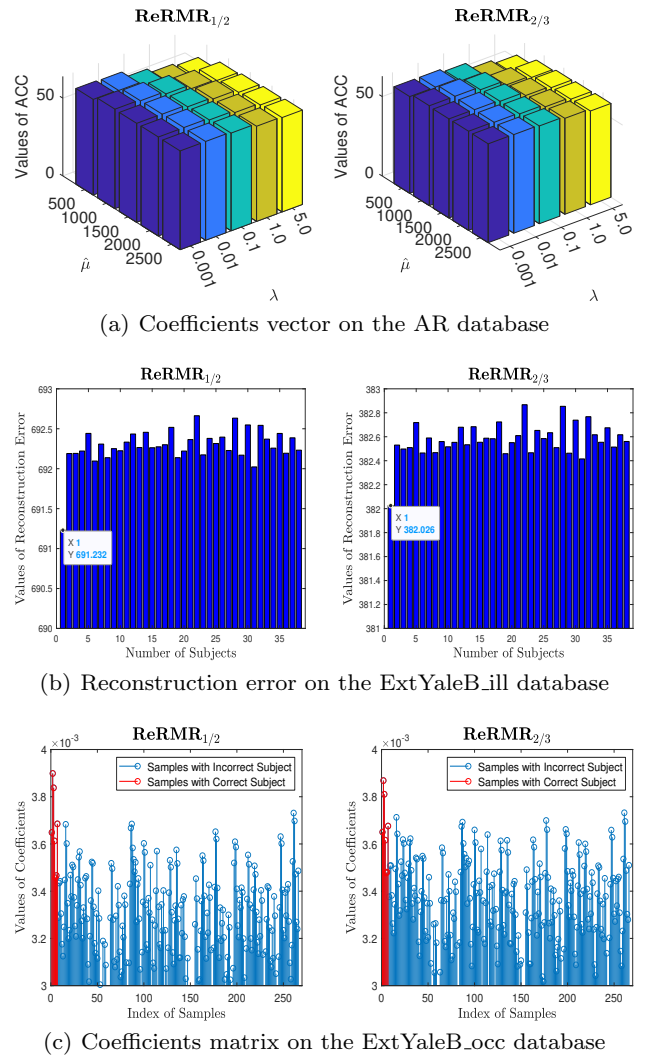 ReRMR1/2
ReRMR2/3
Values of ACC
50
0
500
1000
1500
2000
2500
μ̂
0.001
0.01
0.1
1.0
5.0
λ
Values of ACC
50
0
500
1000
1500
2000
2500
μ̂
0.001
0.01
0.1
1.0
5.0
λ
(a) Coefficients vector on the AR database
ReRMR1/2
693
692.5
692
691.5
691
690.5
690
Values of Reconstruction Error
X 1
Y 691.232
0 5 10 15 20 25 30 35
Number of Subjects
ReRMR2/3
383
382.8
382.6
382.4
382.2
382
381.8
381.6
381.4
381.2
381
Values of Reconstruction Error
X 1
Y 382.026
0 5 10 15 20 25 30 35
Number of Subjects
(b) Reconstruction error on the ExtYaleB_ill database
ReRMR1/2
×10-3
4
3.8
3.6
3.4
3.2
3
Values of Coefficients
Samples with Incorrect Subject
Samples with Correct Subject
0 50 100 150 200 250
Index of Samples
ReRMR2/3
×10-3
4
3.8
3.6
3.4
3.2
3
Values of Coefficients
Samples with Incorrect Subject
Samples with Correct Subject
0 50 100 150 200 250
Index of Samples
(c) Coefficients matrix on the ExtYaleB_occ database